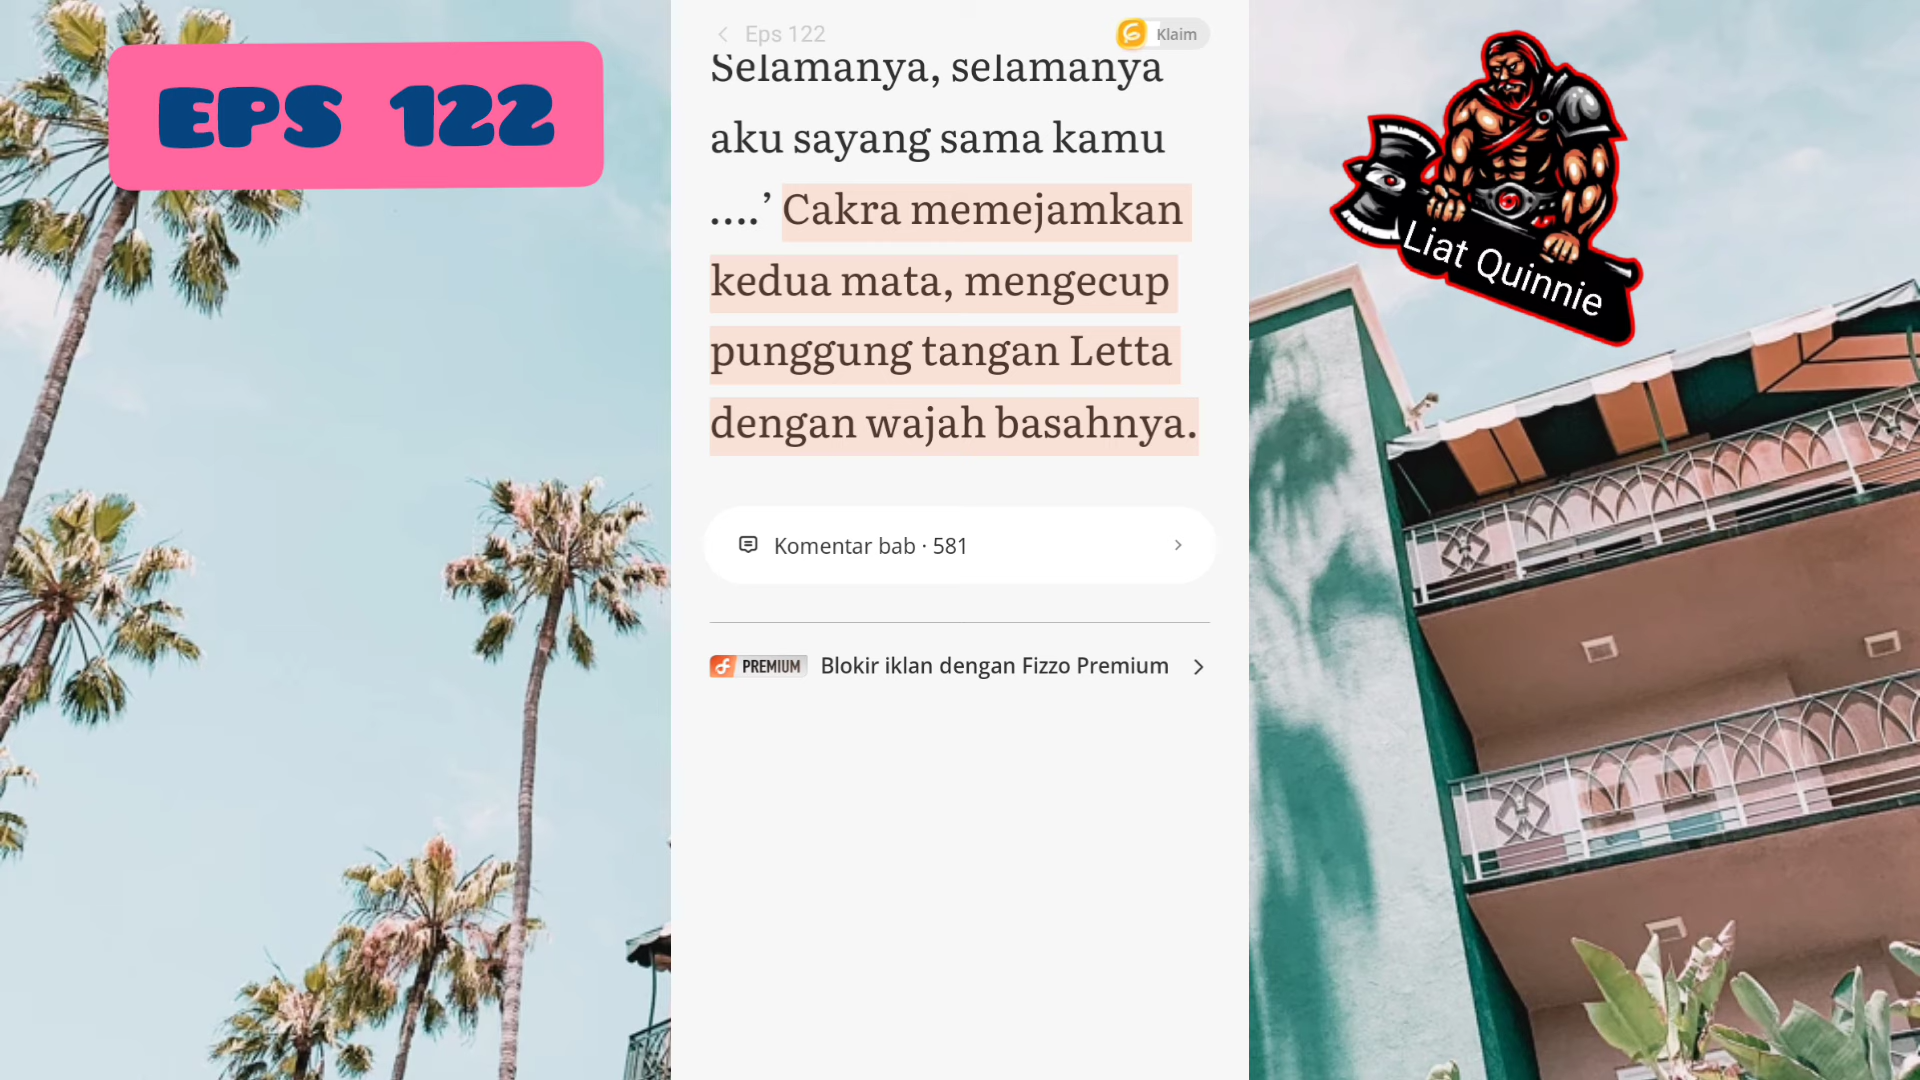 EPS 122
Eps 122
Klaim
Selamanya, selamanya
aku sayang sama kamu
....’ Cakra memejamkan
kedua mata, mengecup
punggung tangan Letta
dengan wajah basahnya.
Komentar bab · 581
PREMIUM Blokir iklan dengan Fizzo Premium
Liat Quinnie